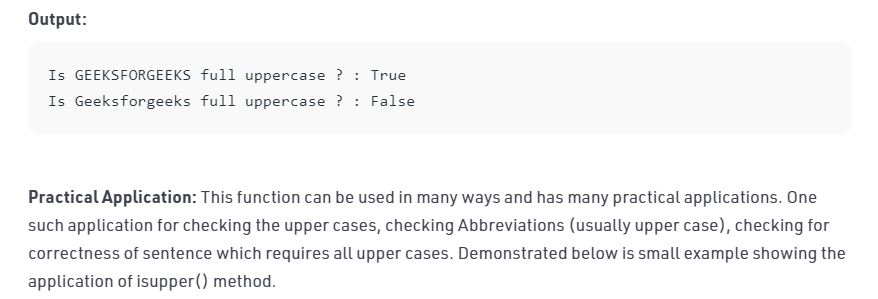 Output:
Is GEEKSFORGEEKS full uppercase ? : True
Is Geeksforgeeks full uppercase ? : False
Practical Application: This function can be used in many ways and has many practical applications. One
such application for checking the upper cases, checking Abbreviations (usually upper case), checking for
correctness of sentence which requires all upper cases. Demonstrated below is small example showing the
application of isupper() method.